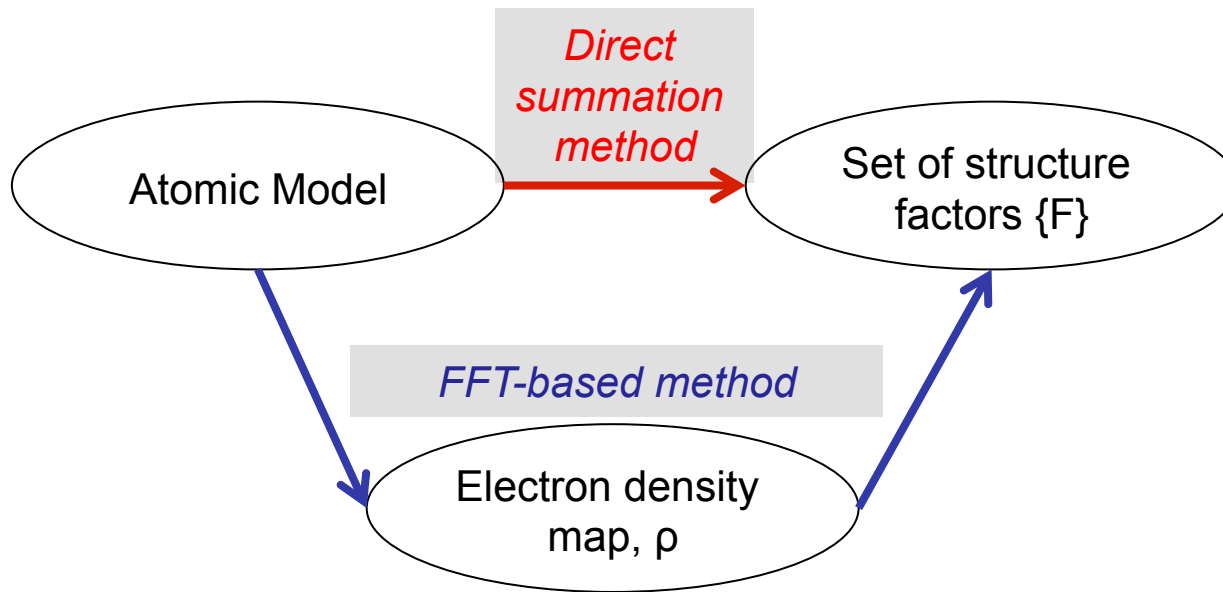 Direct
summation
method
Atomic Model
Set of structure
factors {F}
FFT-based method
Electron density
map, ρ